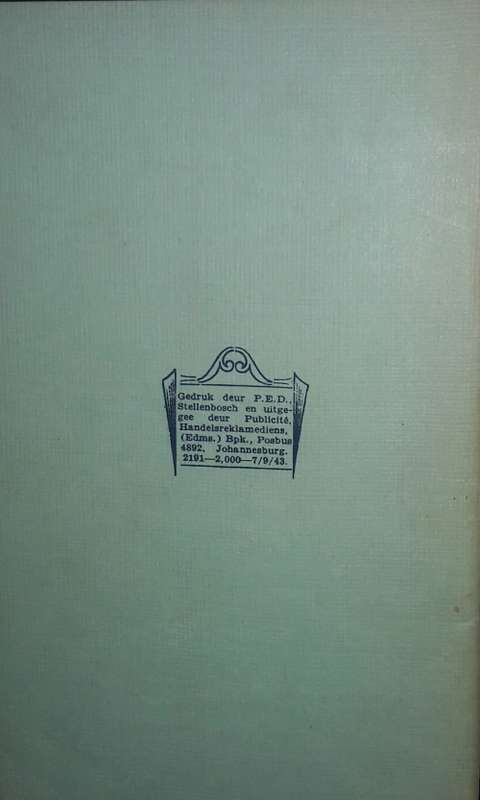 Gedruk deur P.E.D.,
Stellenbosch en uitge-
gee deur Publicité,
Handelsreklamediens,
(Edms.) Bpk., Posbus
4892, Johannesburg.
2191—2,000—7/9/43.